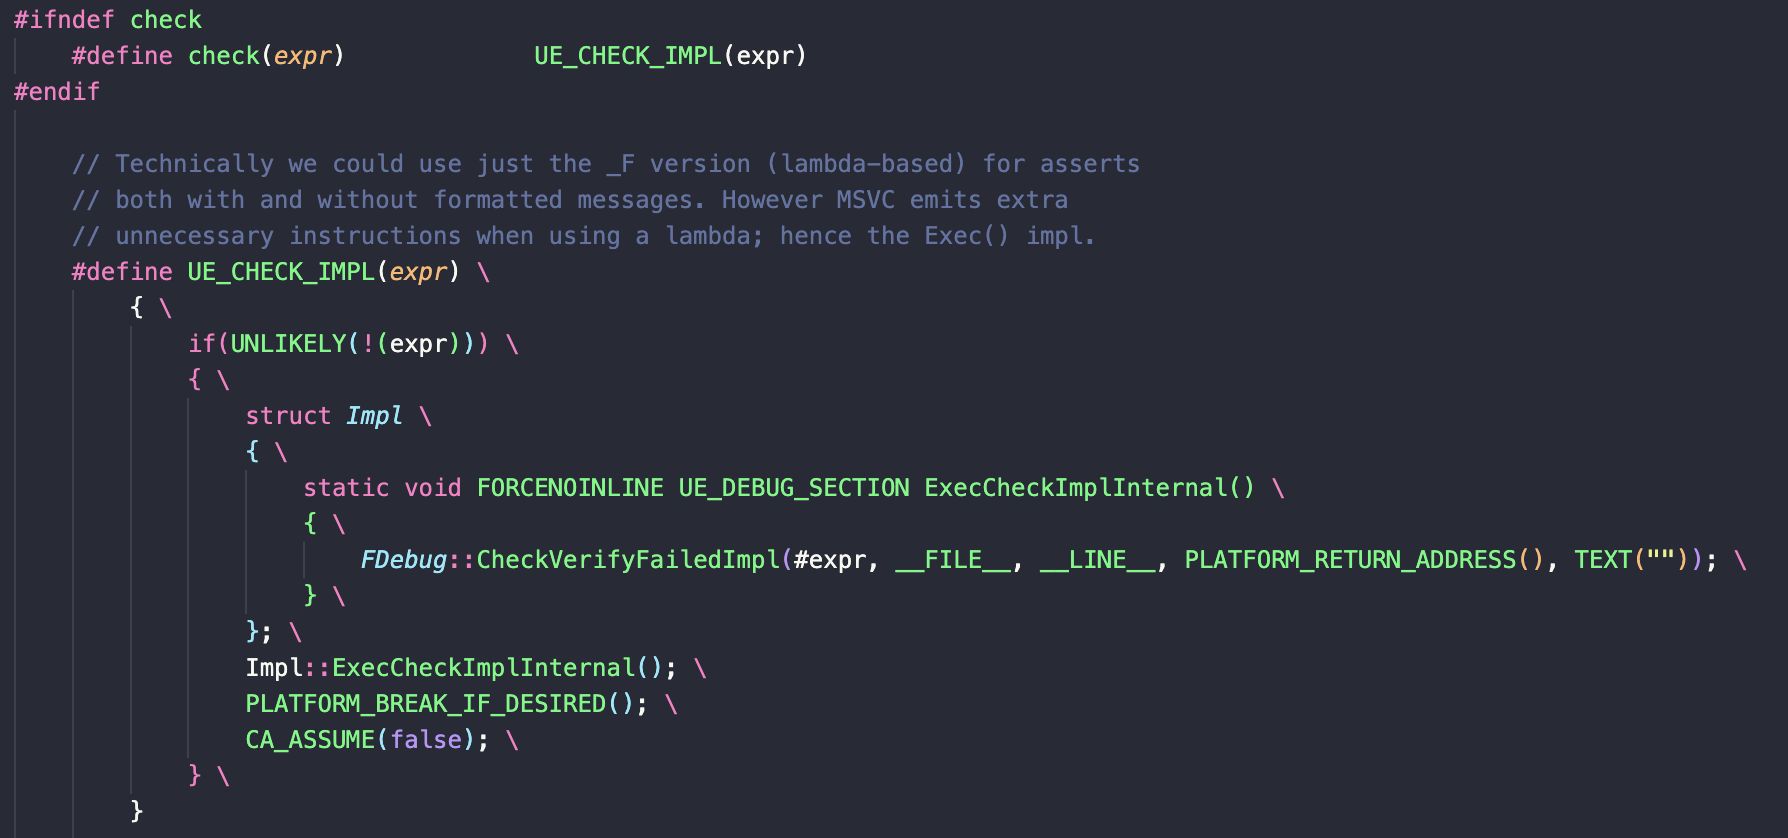 #ifndef check
    #define check(expr)             UE_CHECK_IMPL(expr)
#endif

    // Technically we could use just the _F version (lambda-based) for asserts
    // both with and without formatted messages. However MSVC emits extra
    // unnecessary instructions when using a lambda; hence the Exec() impl.
    #define UE_CHECK_IMPL(expr) \
        { \
            if(UNLIKELY(!(expr))) \
            { \
                struct Impl \
                { \
                    static void FORCENOINLINE UE_DEBUG_SECTION ExecCheckImplInternal() \
                    { \
                        FDebug::CheckVerifyFailedImpl(#expr, __FILE__, __LINE__, PLATFORM_RETURN_ADDRESS(), TEXT("")); \
                    } \
                }; \
                Impl::ExecCheckImplInternal(); \
                PLATFORM_BREAK_IF_DESIRED(); \
                CA_ASSUME(false); \
            } \
        }